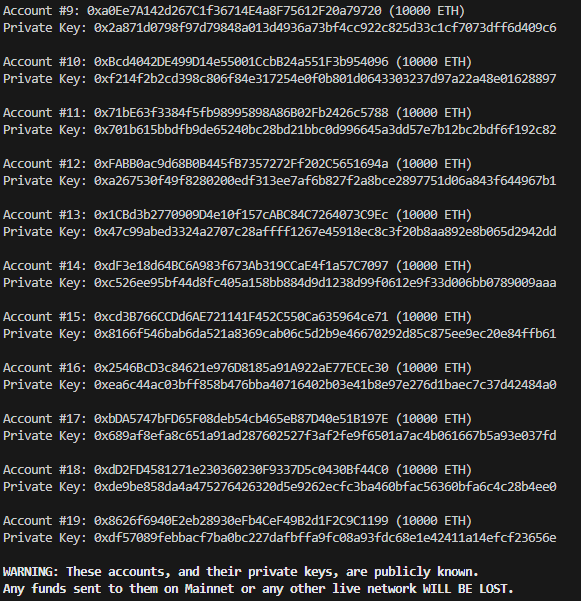 Account #9: 0xa0Ee7A142d267C1f36714E4a8F75612F20a79720 (10000 ETH)
Private Key: 0x2a871d0798f97d79848a013d4936a73bf4cc922c825d33c1cf7073dff6d409c6
Account #10: 0xBcd4042DE499D14e55001CcbB24a551F3b954096 (10000 ETH)
Private Key: 0xf214f2b2cd398c806f84e317254e0f0b801d0643303237d97a22a48e01628897
Account #11: 0x71bE63f3384f5fb98995898A86B02Fb2426c5788 (10000 ETH)
Private Key: 0x701b615bbdfb9de65240bc28bd21bbc0d996645a3dd57e7b12bc2bdf6f192c82
Account #12: 0xFABB0ac9d68B0B445fB7357272Ff202C5651694a (10000 ETH)
Private Key: 0xa267530f49f8280200edf313ee7af6b827f2a8bce2897751d06a843f644967b1
Account #13: 0x1CBd3b2770909D4e10f157cABC84C7264073C9Ec (10000 ETH)
Private Key: 0x47c99abed3324a2707c28affff1267e45918ec8c3f20b8aa892e8b065d2942dd
Account #14: 0xdF3e18d64BC6A983f673Ab319CCaE4f1a57C7097 (10000 ETH)
Private Key: 0xc526ee95bf44d8fc405a158bb884d9d1238d99f0612e9f33d006bb0789009aaa
Account #15: 0xcd3B766CCDd6AE721141F452C550Ca635964ce71 (10000 ETH)
Private Key: 0x8166f546bab6da521a8369cab06c5d2b9e46670292d85c875ee9ec20e84ffb61
Account #16: 0x2546BcD3c84621e976D8185a91A922aE77ECEc30 (10000 ETH)
Private Key: 0xea6c44ac03bff858b476bba40716402b03e41b8e97e276d1baec7c37d42484a0
Account #17: 0xbDA5747bFD65F08deb54cb465eB87D40e51B197E (10000 ETH)
Private Key: 0x689af8efa8c651a91ad287602527f3af2fe9f6501a7ac4b061667b5a93e037fd
Account #18: 0xdD2FD4581271e230360230F9337D5c0430Bf44C0 (10000 ETH)
Private Key: 0xde9be858da4a475276426320d5e9262ecfc3ba460bfac56360bfa6c4c28b4ee0
Account #19: 0x8626f6940E2eb28930eFb4CeF49B2d1F2C9C1199 (10000 ETH)
Private Key: 0xdf57089febbacf7ba0bc227dafbffa9fc08a93fdc68e1e42411a14efcf23656e
WARNING: These accounts, and their private keys, are publicly known.
Any funds sent to them on Mainnet or any other live network WILL BE LOST.